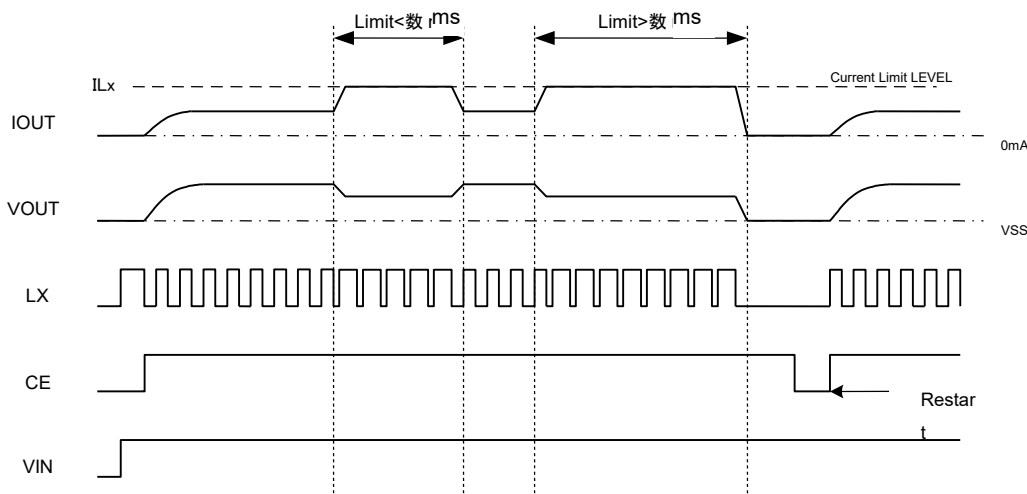 Limit<数 ms
Limit>数 ms
ILx
Current Limit LEVEL
IOUT
0mA
VOUT
VSS
LX
CE
Restar
t
VIN